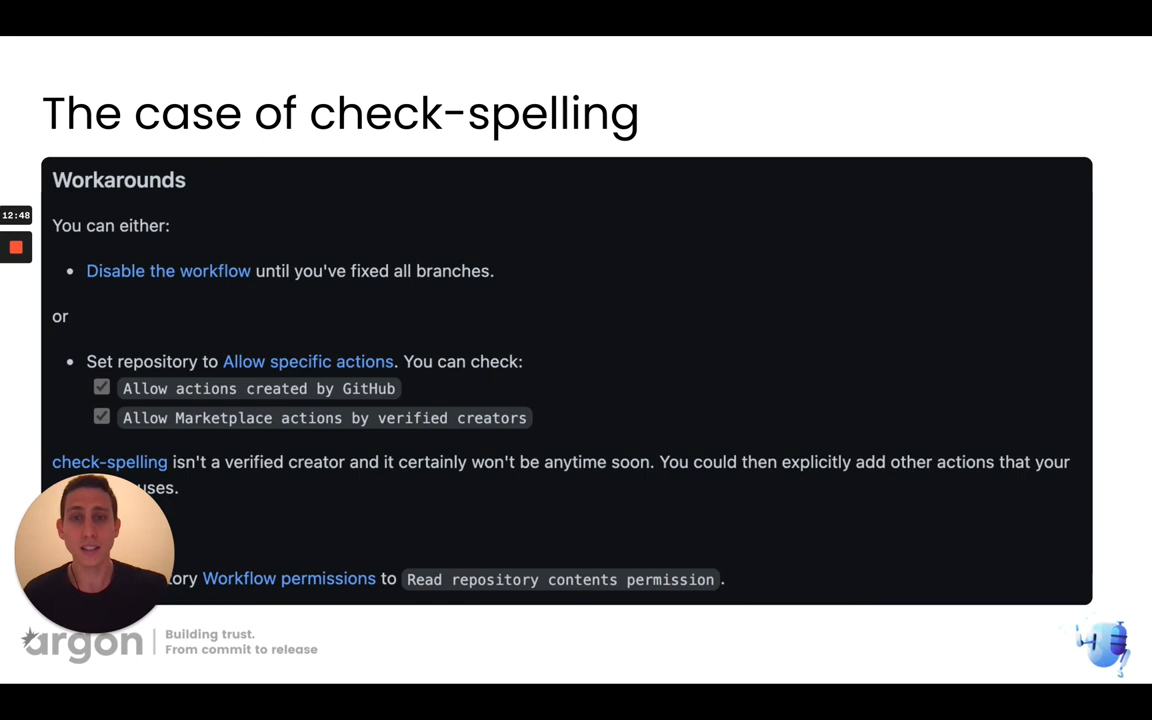 The case of check-spelling
Workarounds
12:48
You can either:
Disable the workflow until you've fixed all branches.
or
Set repository to Allow specific actions. You can check:
Allow actions created by GitHub
Allow Marketplace actions by verified creators
check-spelling isn't a verified creator and it certainly won't be anytime soon. You could then explicitly add other actions that your
uses.
Workflow permissions to Read repository contents permission.
argon
Building trust.
From commit to release